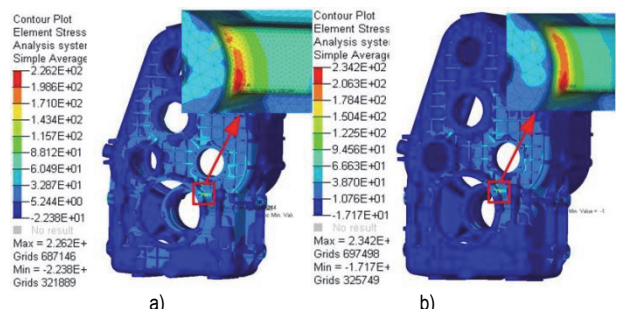 Contour Plot
Element Stress
Analysis system
Simple Average
2.262E+02
1.986E+02
1.710E+02
1.434E+02
1.157E+02
8.812E+01
6.049E+01
3.287E+01
5.244E+00
-2.238E+01
No result
Max = 2.262E+
Grids 687146
Min = -2.238E+
Grids 321889
a)
Contour Plot
Element Stress
Analysis system
Simple Average
2.342E+02
2.063E+02
1.784E+02
1.504E+02
1.225E+02
9.456E+01
6.663E+01
3.870E+01
1.076E+01
-1.717E+01
No result
Max = 2.342E+
Grids 697498
Min = -1.717E+
Grids 325749
Min Value = -1
b)